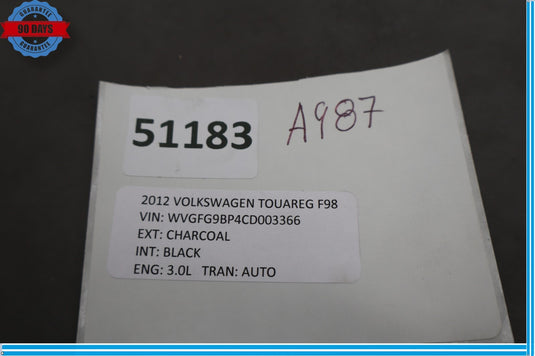 GUARANTEE
90 DAYS
GUARANTEE
51183
A987
2012 VOLKSWAGEN TOUAREG F98
VIN: WVGFG9BP4CD003366
EXT: CHARCOAL
INT: BLACK
ENG: 3.0L TRAN: AUTO